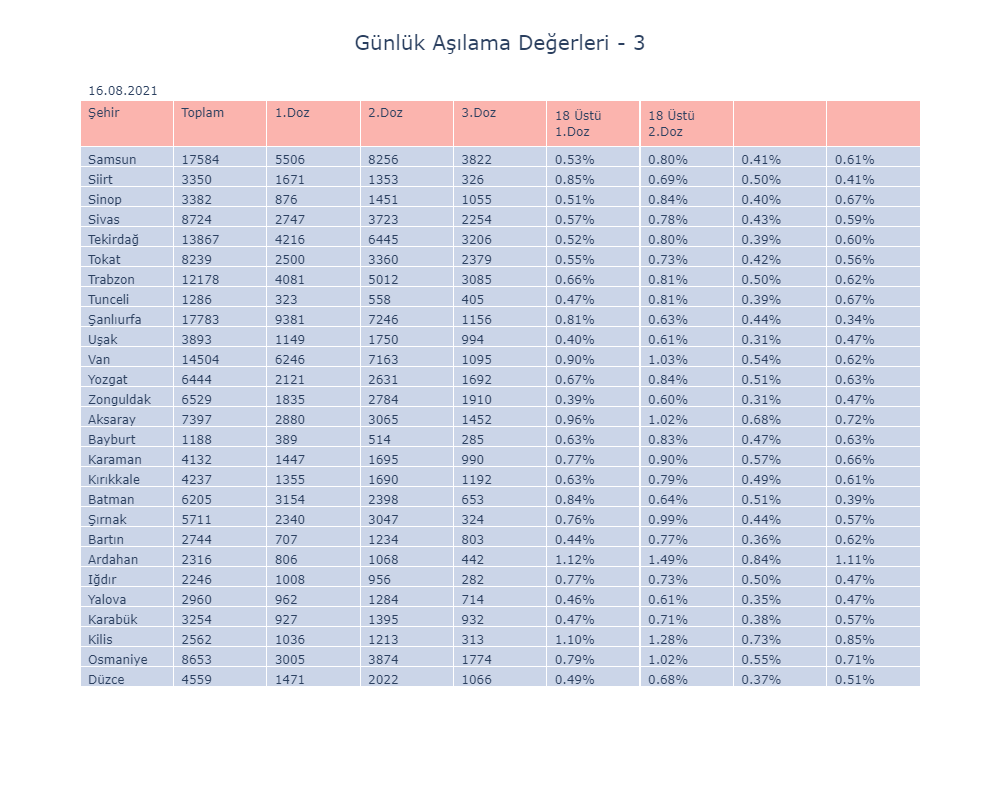 Günlük Aşılama Değerleri - 3
16.08.2021
Şehir Toplam 1.Doz 2.Doz 3.Doz 18 Üstü 1.Doz 18 Üstü 2.Doz
Samsun 17584 5506 8256 3822 0.53% 0.80% 0.41% 0.61%
Siirt 3350 1671 1353 326 0.85% 0.69% 0.50% 0.41%
Sinop 3382 876 1451 1055 0.51% 0.84% 0.40% 0.67%
Sivas 8724 2747 3723 2254 0.57% 0.78% 0.43% 0.59%
Tekirdağ 13867 4216 6445 3206 0.52% 0.80% 0.39% 0.60%
Tokat 8239 2500 3360 2379 0.55% 0.73% 0.42% 0.56%
Trabzon 12178 4081 5012 3085 0.66% 0.81% 0.50% 0.62%
Tunceli 1286 323 558 405 0.47% 0.81% 0.39% 0.67%
Şanlıurfa 17783 9381 7246 1156 0.81% 0.63% 0.44% 0.34%
Uşak 3893 1149 1750 994 0.40% 0.61% 0.31% 0.47%
Van 14504 6246 7163 1095 0.90% 1.03% 0.54% 0.62%
Yozgat 6444 2121 2631 1692 0.67% 0.84% 0.51% 0.63%
Zonguldak 6529 1835 2784 1910 0.39% 0.60% 0.31% 0.47%
Aksaray 7397 2880 3065 1452 0.96% 1.02% 0.68% 0.72%
Bayburt 1188 389 514 285 0.63% 0.83% 0.47% 0.63%
Karaman 4132 1447 1695 990 0.77% 0.90% 0.57% 0.66%
Kırıkkale 4237 1355 1690 1192 0.63% 0.79% 0.49% 0.61%
Batman 6205 3154 2398 653 0.84% 0.64% 0.51% 0.39%
Şırnak 5711 2340 3047 324 0.76% 0.99% 0.44% 0.57%
Bartın 2744 707 1234 803 0.44% 0.77% 0.36% 0.62%
Ardahan 2316 806 1068 442 1.12% 1.49% 0.84% 1.11%
Iğdır 2246 1008 956 282 0.77% 0.73% 0.50% 0.47%
Yalova 2960 962 1284 714 0.46% 0.61% 0.35% 0.47%
Karabük 3254 927 1395 932 0.47% 0.71% 0.38% 0.57%
Kilis 2562 1036 1213 313 1.10% 1.28% 0.73% 0.85%
Osmaniye 8653 3005 3874 1774 0.79% 1.02% 0.55% 0.71%
Düzce 4559 1471 2022 1066 0.49% 0.68% 0.37% 0.51%